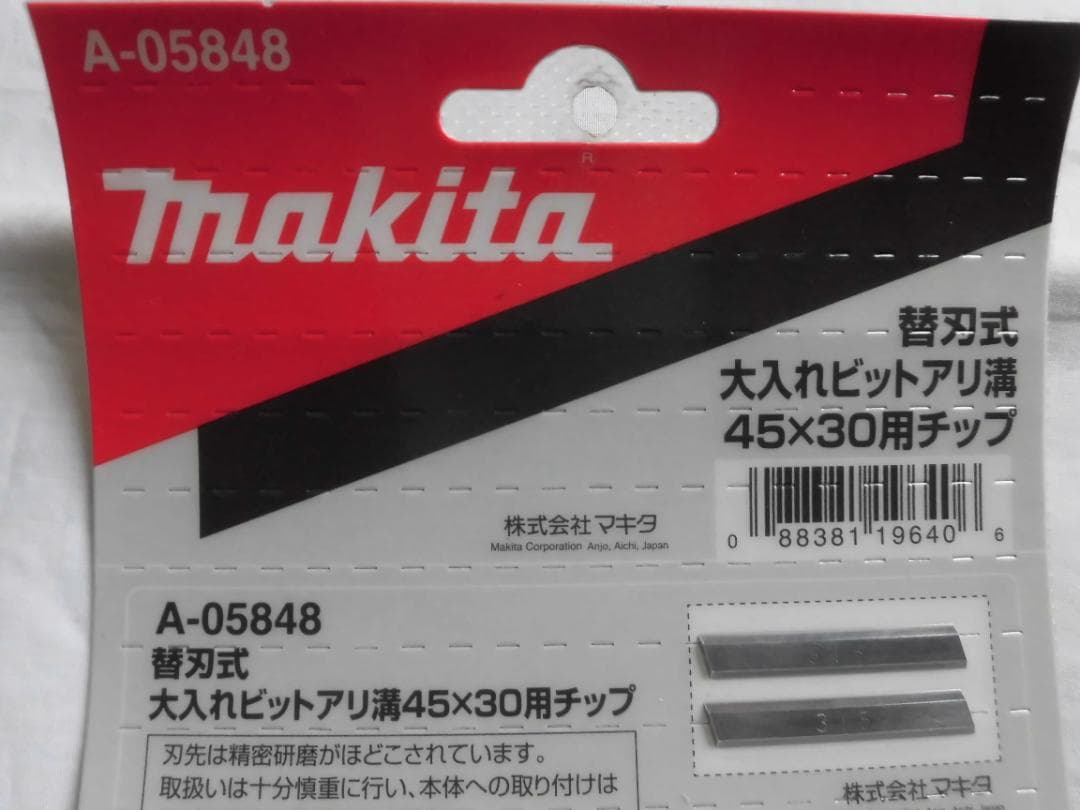 A-05848
R
makita
替刃式
大入れビットアリ溝
45×30用チップ
0 88381 19640 6
株式会社 マキタ
Makita Corporation Anjo, Aichi, Japan
A-05848
替刃式
大入れビットアリ溝45×30用チップ
刃先は精密研磨がほどこされています。
取扱いは十分慎重に行い、本体への取り付けは
315
株式会社 マキタ